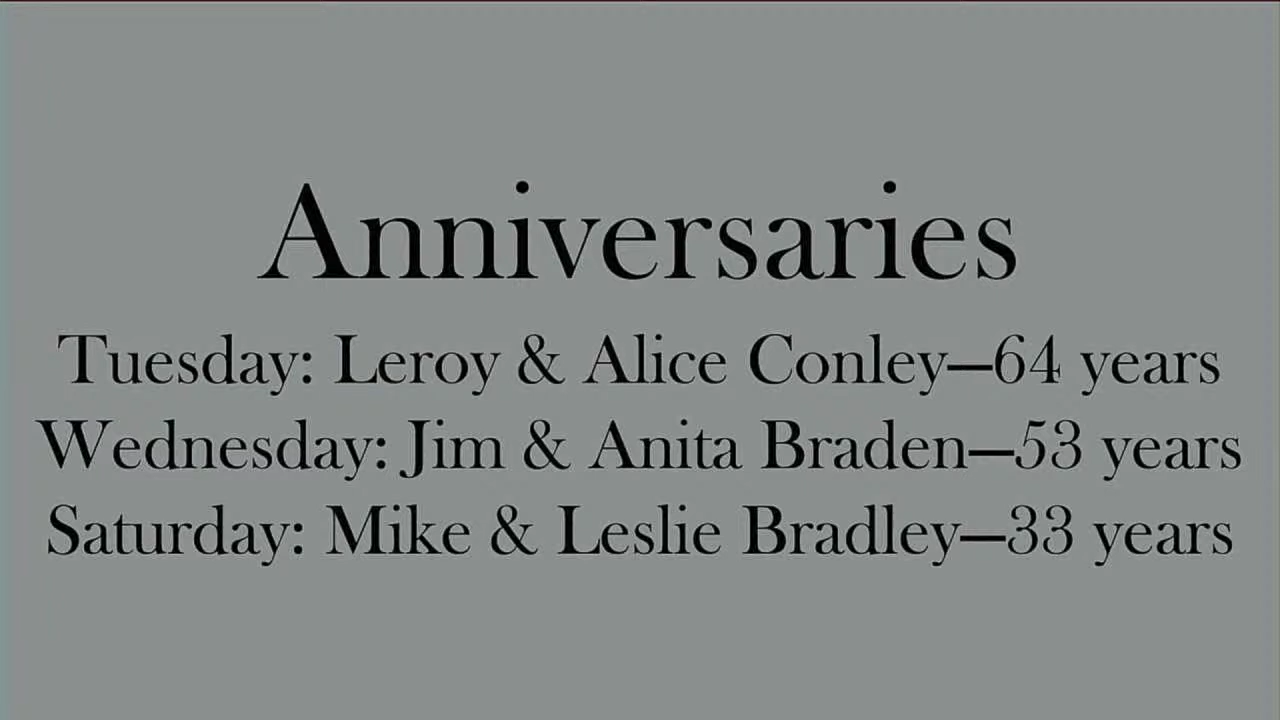 Anniversaries
Tuesday: Leroy & Alice Conley—64 years
Wednesday: Jim & Anita Braden—53 years
Saturday: Mike & Leslie Bradley—33 years